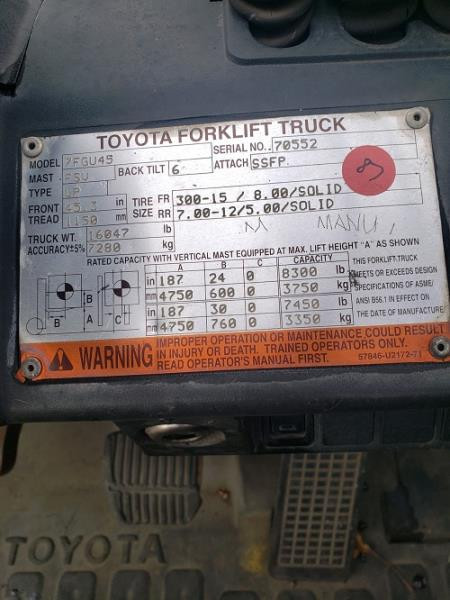 TOYOTA FORKLIFT TRUCK
MODEL 7FGU45 SERIAL NO. 70552
MAST FSV BACK TILT 6 ATTACH SSFP
TYPE LP
FRONT TREAD 45.3 in 1150 mm
TIRE SIZE FR 300-15 / 8.00/SOLID
RR 7.00-12/5.00/SOLID
TRUCK WT. 16047 lb
ACCURACY±5% 7280 kg
MANU,
RATED CAPACITY WITH VERTICAL MAST EQUIPPED AT MAX. LIFT HEIGHT "A" AS SHOWN
A B C CAPACITY
in 187 24 0 8300 lb
mm 4750 600 0 3750 kg
in 187 30 0 7450 lb
mm 4750 760 0 3350 kg
THIS FORKLIFT-TRUCK
MEETS OR EXCEEDS DESIGN
SPECIFICATIONS OF ASME/
ANSI B56.1 IN EFFECT ON
THE DATE OF MANUFACTURE
A B C
WARNING
IMPROPER OPERATION OR MAINTENANCE COULD RESULT
IN INJURY OR DEATH. TRAINED OPERATORS ONLY.
READ OPERATOR'S MANUAL FIRST.
57846-U2172-71
TOYOTA